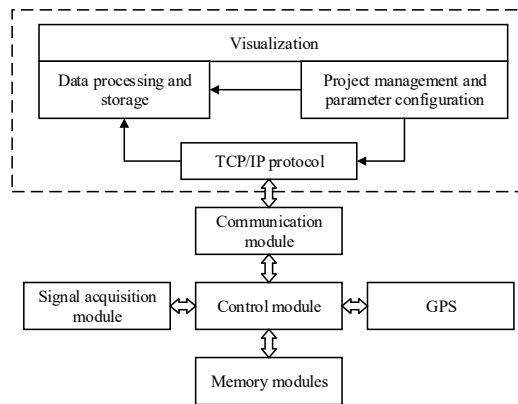 Visualization
Data processing and
storage
Project management and
parameter configuration
TCP/IP protocol
Communication
module
Signal acquisition
module
Control module
GPS
Memory modules